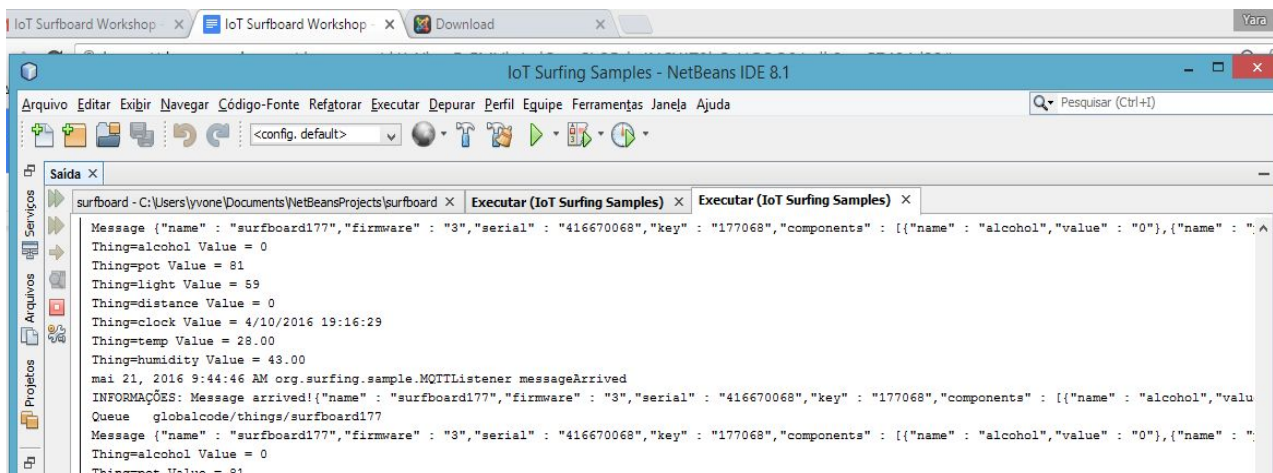 IoT Surfboard Workshop - × IoT Surfboard Workshop - × Download × Yara
IoT Surfing Samples - NetBeans IDE 8.1
Arquivo Editar Exibir Navegar Código-Fonte Refatorar Executar Depurar Perfil Equipe Ferramentas Janela Ajuda Pesquisar (Ctrl+I)
<config. default>
Saída ×
surfboard - C:\Users\yvone\Documents\NetBeansProjects\surfboard × Executar (IoT Surfing Samples) × Executar (IoT Surfing Samples) ×
Serviços
Arquivos
Projetos
Message {"name" : "surfboard177","firmware" : "3","serial" : "416670068","key" : "177068","components" : [{"name" : "alcohol","value" : "0"},{"name" : "
Thing=alcohol Value = 0
Thing=pot Value = 81
Thing=light Value = 59
Thing=distance Value = 0
Thing=clock Value = 4/10/2016 19:16:29
Thing=temp Value = 28.00
Thing=humidity Value = 43.00
mai 21, 2016 9:44:46 AM org.surfing.sample.MQTTListener messageArrived
INFORMAÇÕES: Message arrived!{"name" : "surfboard177","firmware" : "3","serial" : "416670068","key" : "177068","components" : [{"name" : "alcohol","valu
Queue globalcode/things/surfboard177
Message {"name" : "surfboard177","firmware" : "3","serial" : "416670068","key" : "177068","components" : [{"name" : "alcohol","value" : "0"},{"name" : "
Thing=alcohol Value = 0
Thing=pot Value = 81